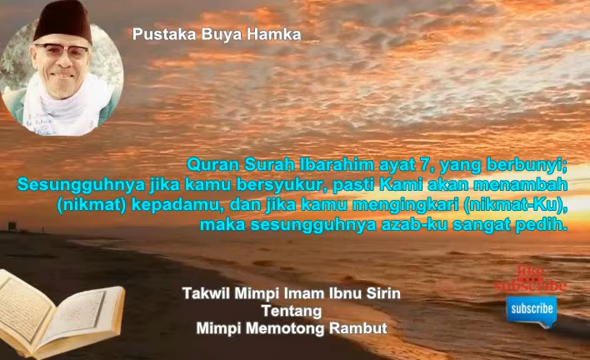 Pustaka Buya Hamka
Quran Surah Ibarahim ayat 7, yang berbunyi;
Sesungguhnya jika kamu bersyukur, pasti Kami akan menambah
(nikmat) kepadamu, dan jika kamu mengingkari (nikmat-Ku),
maka sesungguhnya azab-ku sangat pedih.
like
subscribe
subscribe
Takwil Mimpi Imam Ibnu Sirin
Tentang
Mimpi Memotong Rambut